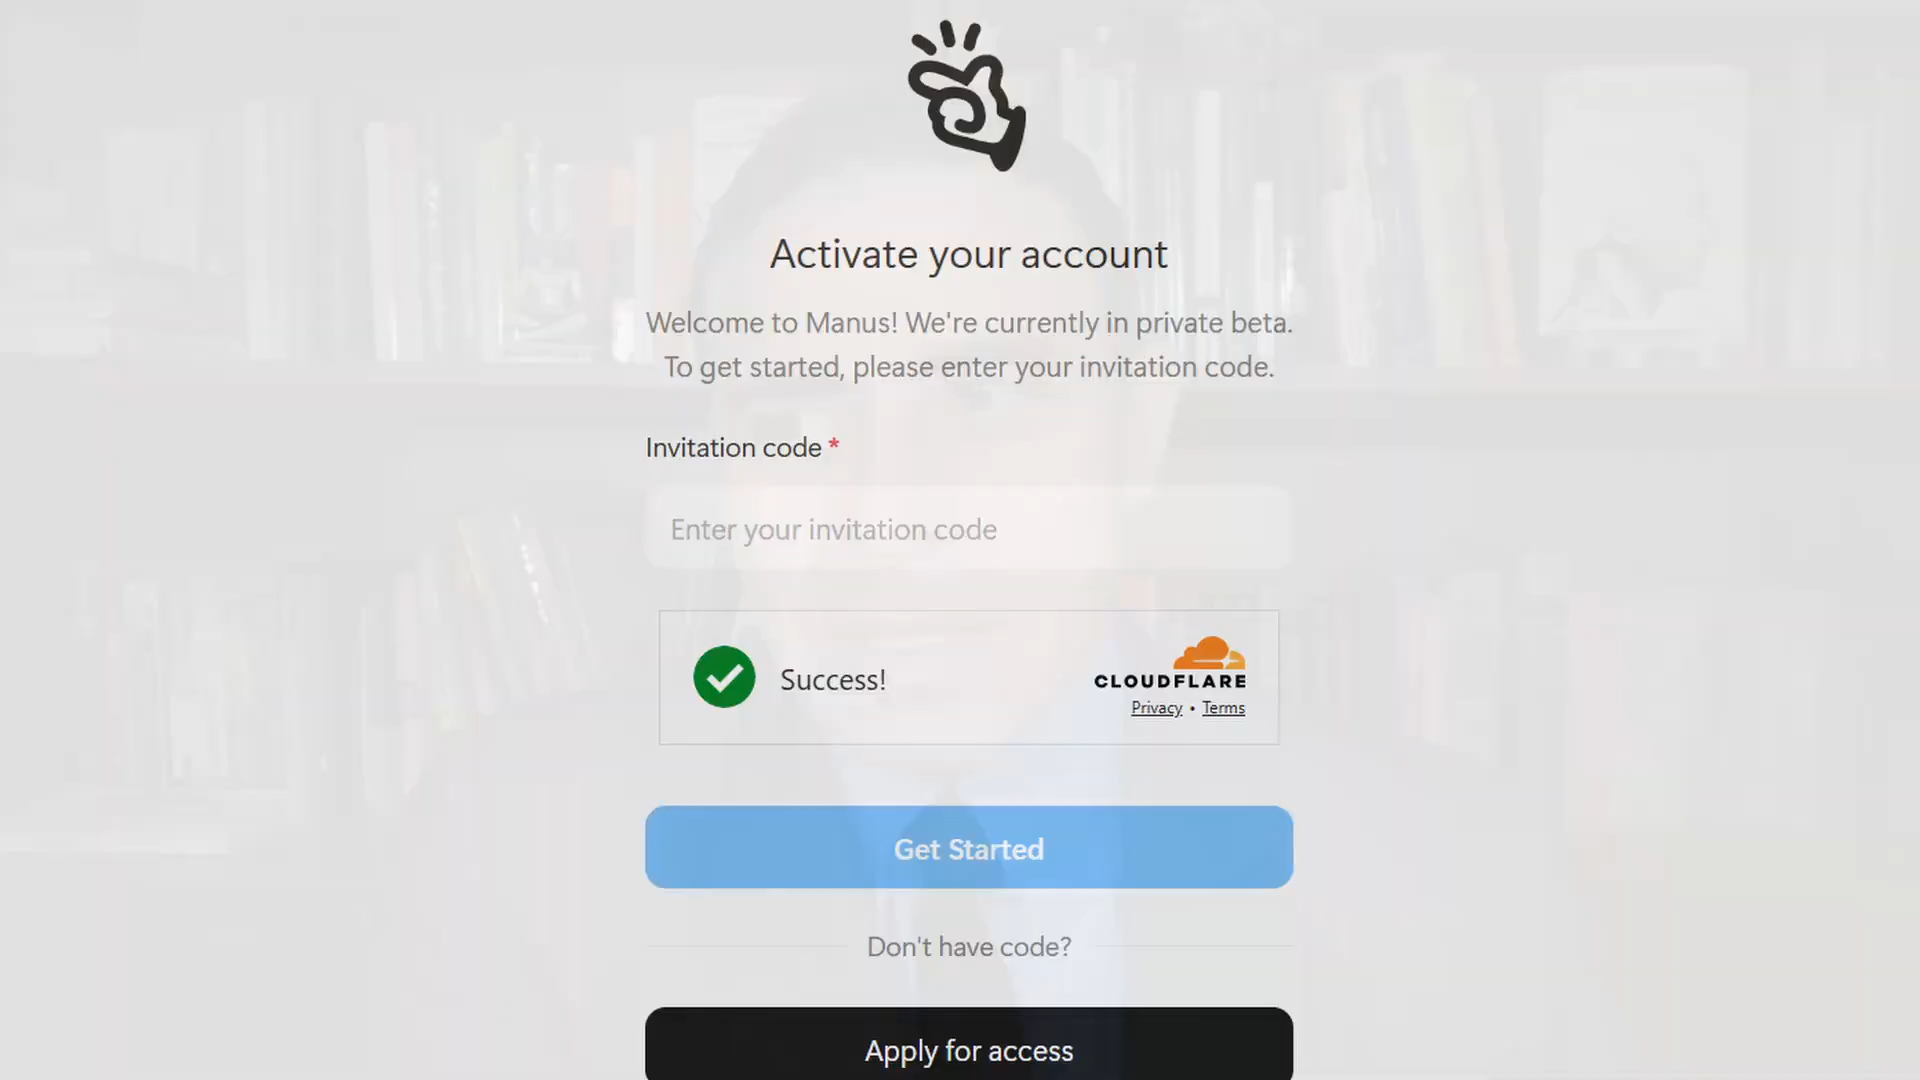 Activate your account
Welcome to Manus! We're currently in private beta.
To get started, please enter your invitation code.
Invitation code *
Enter your invitation code
Success!
CLOUDFLARE
Privacy • Terms
Get Started
Don't have code?
Apply for access